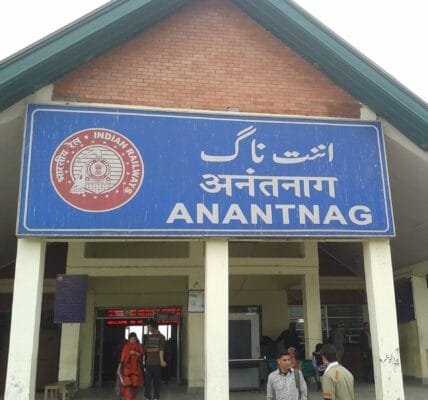 اننت ناگ
अनंतनाग
ANANTNAG
भारतीय रेल
INDIAN RAILWAYS